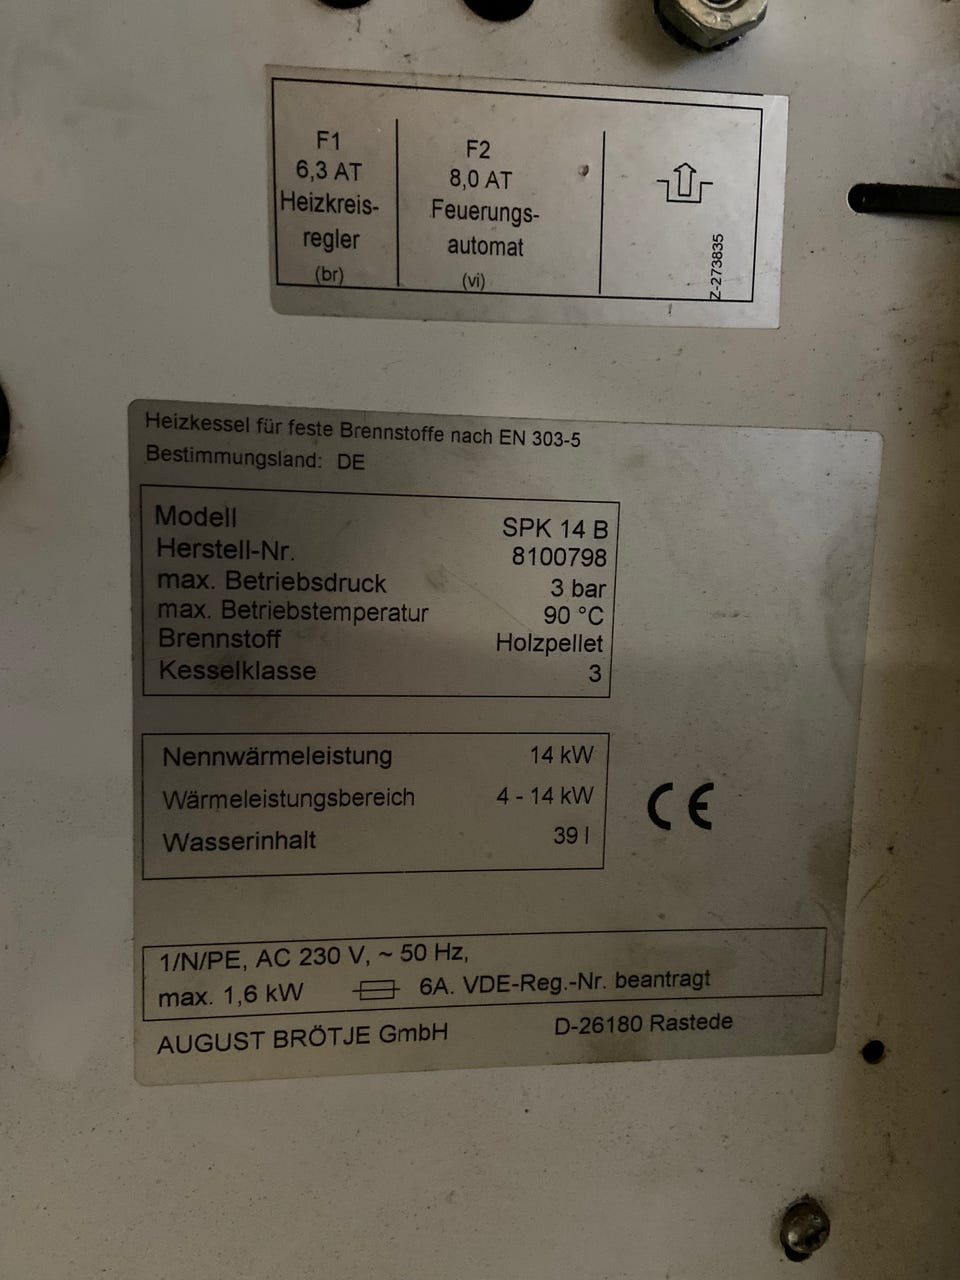 F1
6,3 AT
Heizkreis-
regler
(br)
F2
8,0 AT
Feuerungs-
automat
(vi)
Z-273835
Heizkessel für feste Brennstoffe nach EN 303-5
Bestimmungsland: DE
Modell SPK 14 B
Herstell-Nr. 8100798
max. Betriebsdruck 3 bar
max. Betriebstemperatur 90 °C
Brennstoff Holzpellet
Kesselklasse 3
Nennwärmeleistung 14 kW
Wärmeleistungsbereich 4 - 14 kW
Wasserinhalt 39 l
CE
1/N/PE, AC 230 V, ~ 50 Hz,
max. 1,6 kW 6A. VDE-Reg.-Nr. beantragt
AUGUST BRÖTJE GmbH D-26180 Rastede